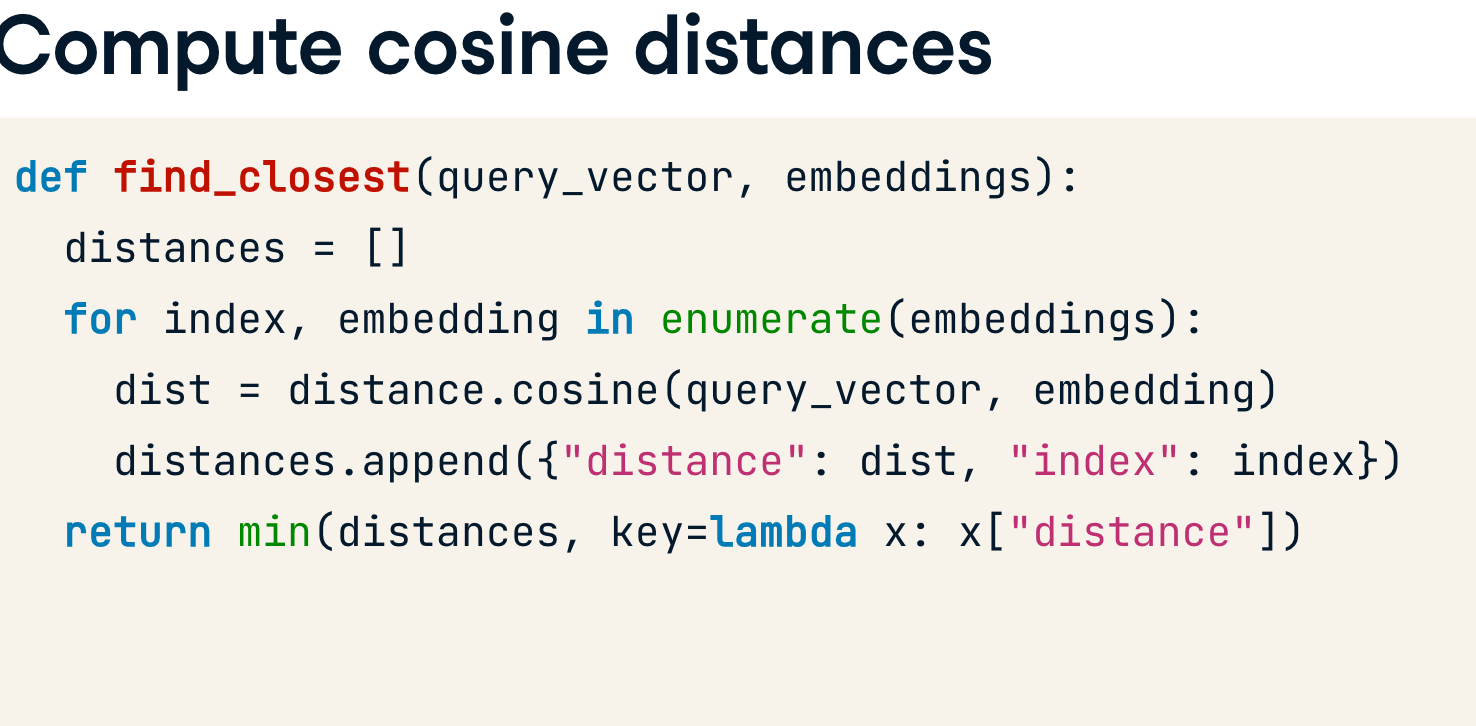 Compute cosine distances
def find_closest(query_vector, embeddings):
  distances = []
  for index, embedding in enumerate(embeddings):
    dist = distance.cosine(query_vector, embedding)
    distances.append({"distance": dist, "index": index})
  return min(distances, key=lambda x: x["distance"])